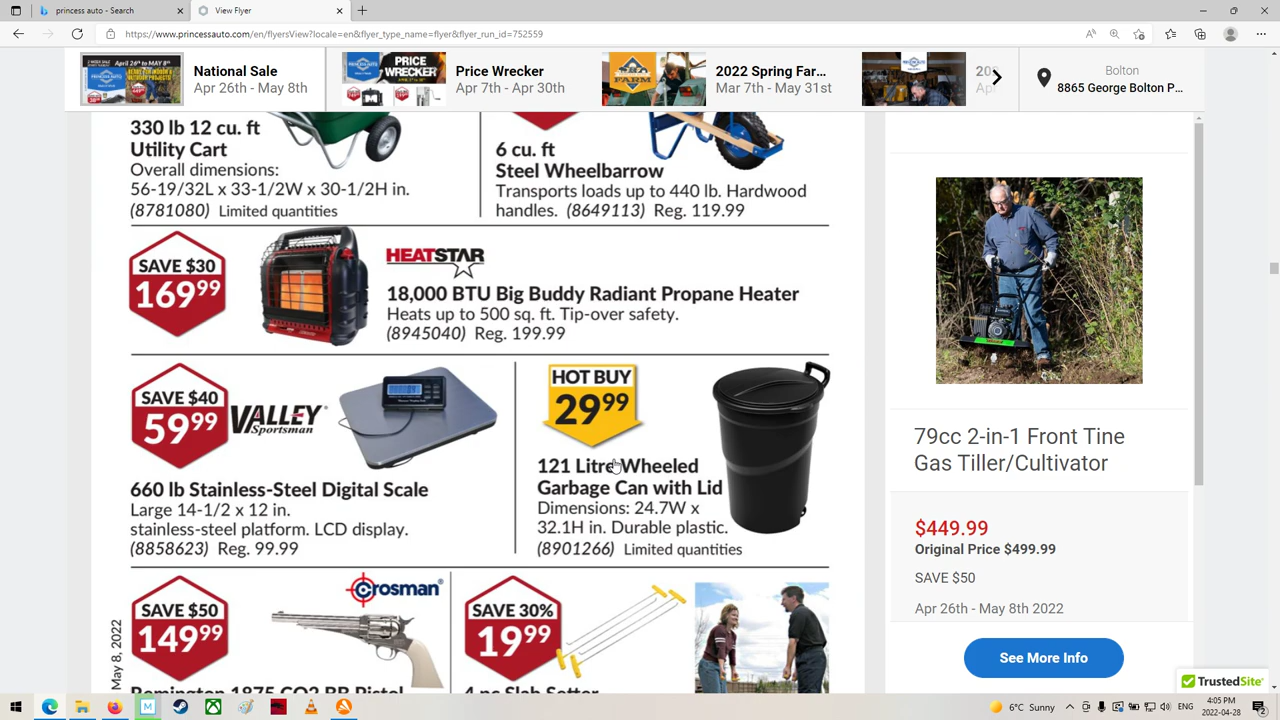 princess auto - Search
View Flyer
https://www.princessauto.com/en/flyersView?locale=en&flyer_type_name=flyer&flyer_run_id=752559
National Sale
Apr 26th - May 8th
Price Wrecker
Apr 7th - Apr 30th
2022 Spring Far...
Mar 7th - May 31st
Bolton
8865 George Bolton P...
330 lb 12 cu. ft
Utility Cart
Overall dimensions:
56-19/32L x 33-1/2W x 30-1/2H in.
(8781080) Limited quantities
6 cu. ft
Steel Wheelbarrow
Transports loads up to 440 lb. Hardwood
handles. (8649113) Reg. 119.99
SAVE $30
169.99
HEATSTAR
18,000 BTU Big Buddy Radiant Propane Heater
Heats up to 500 sq. ft. Tip-over safety.
(8945040) Reg. 199.99
SAVE $40
59.99
VALLEY
Sportsman
660 lb Stainless-Steel Digital Scale
Large 14-1/2 x 12 in.
stainless-steel platform. LCD display.
(8858623) Reg. 99.99
HOT BUY
29.99
121 Litre Wheeled
Garbage Can with Lid
Dimensions: 24.7W x
32.1H in. Durable plastic.
(8901266) Limited quantities
SAVE $50
149.99
Crosman
Remington 1875 CO2 BB Pistol
SAVE 30%
19.99
4 pc Slab Setter
May 8, 2022
79cc 2-in-1 Front Tine
Gas Tiller/Cultivator
$449.99
Original Price $499.99
SAVE $50
Apr 26th - May 8th 2022
See More Info
TrustedSite
6°C Sunny
ENG
4:05 PM
2022-04-28